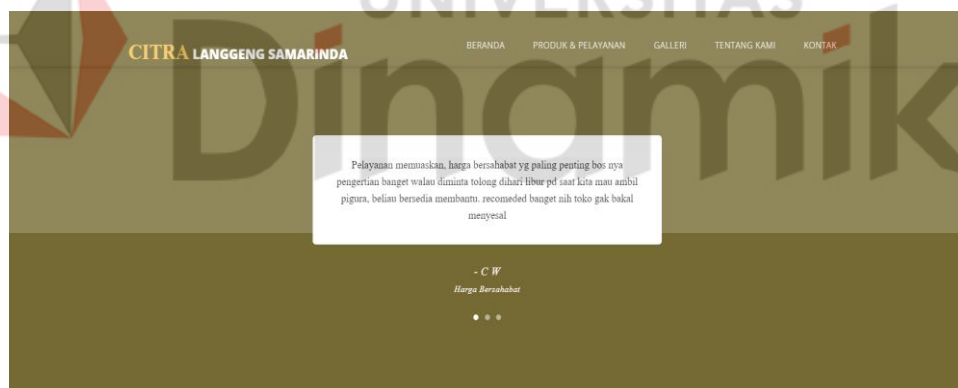 UNIVERSITAS
Dinamika
CITRA LANGGENG SAMARINDA
BERANDA PRODUK & PELAYANAN GALLERI TENTANG KAMI KONTAK
Pelayanan memuaskan, harga bersahabat yg paling penting bos nya
pengertian banget walau diminta tolong dihari libur pd saat kita mau ambil
pigura, beliau bersedia membantu. recomeded banget nih toko gak bakal
menyesal
- C W
Harga Bersahabat